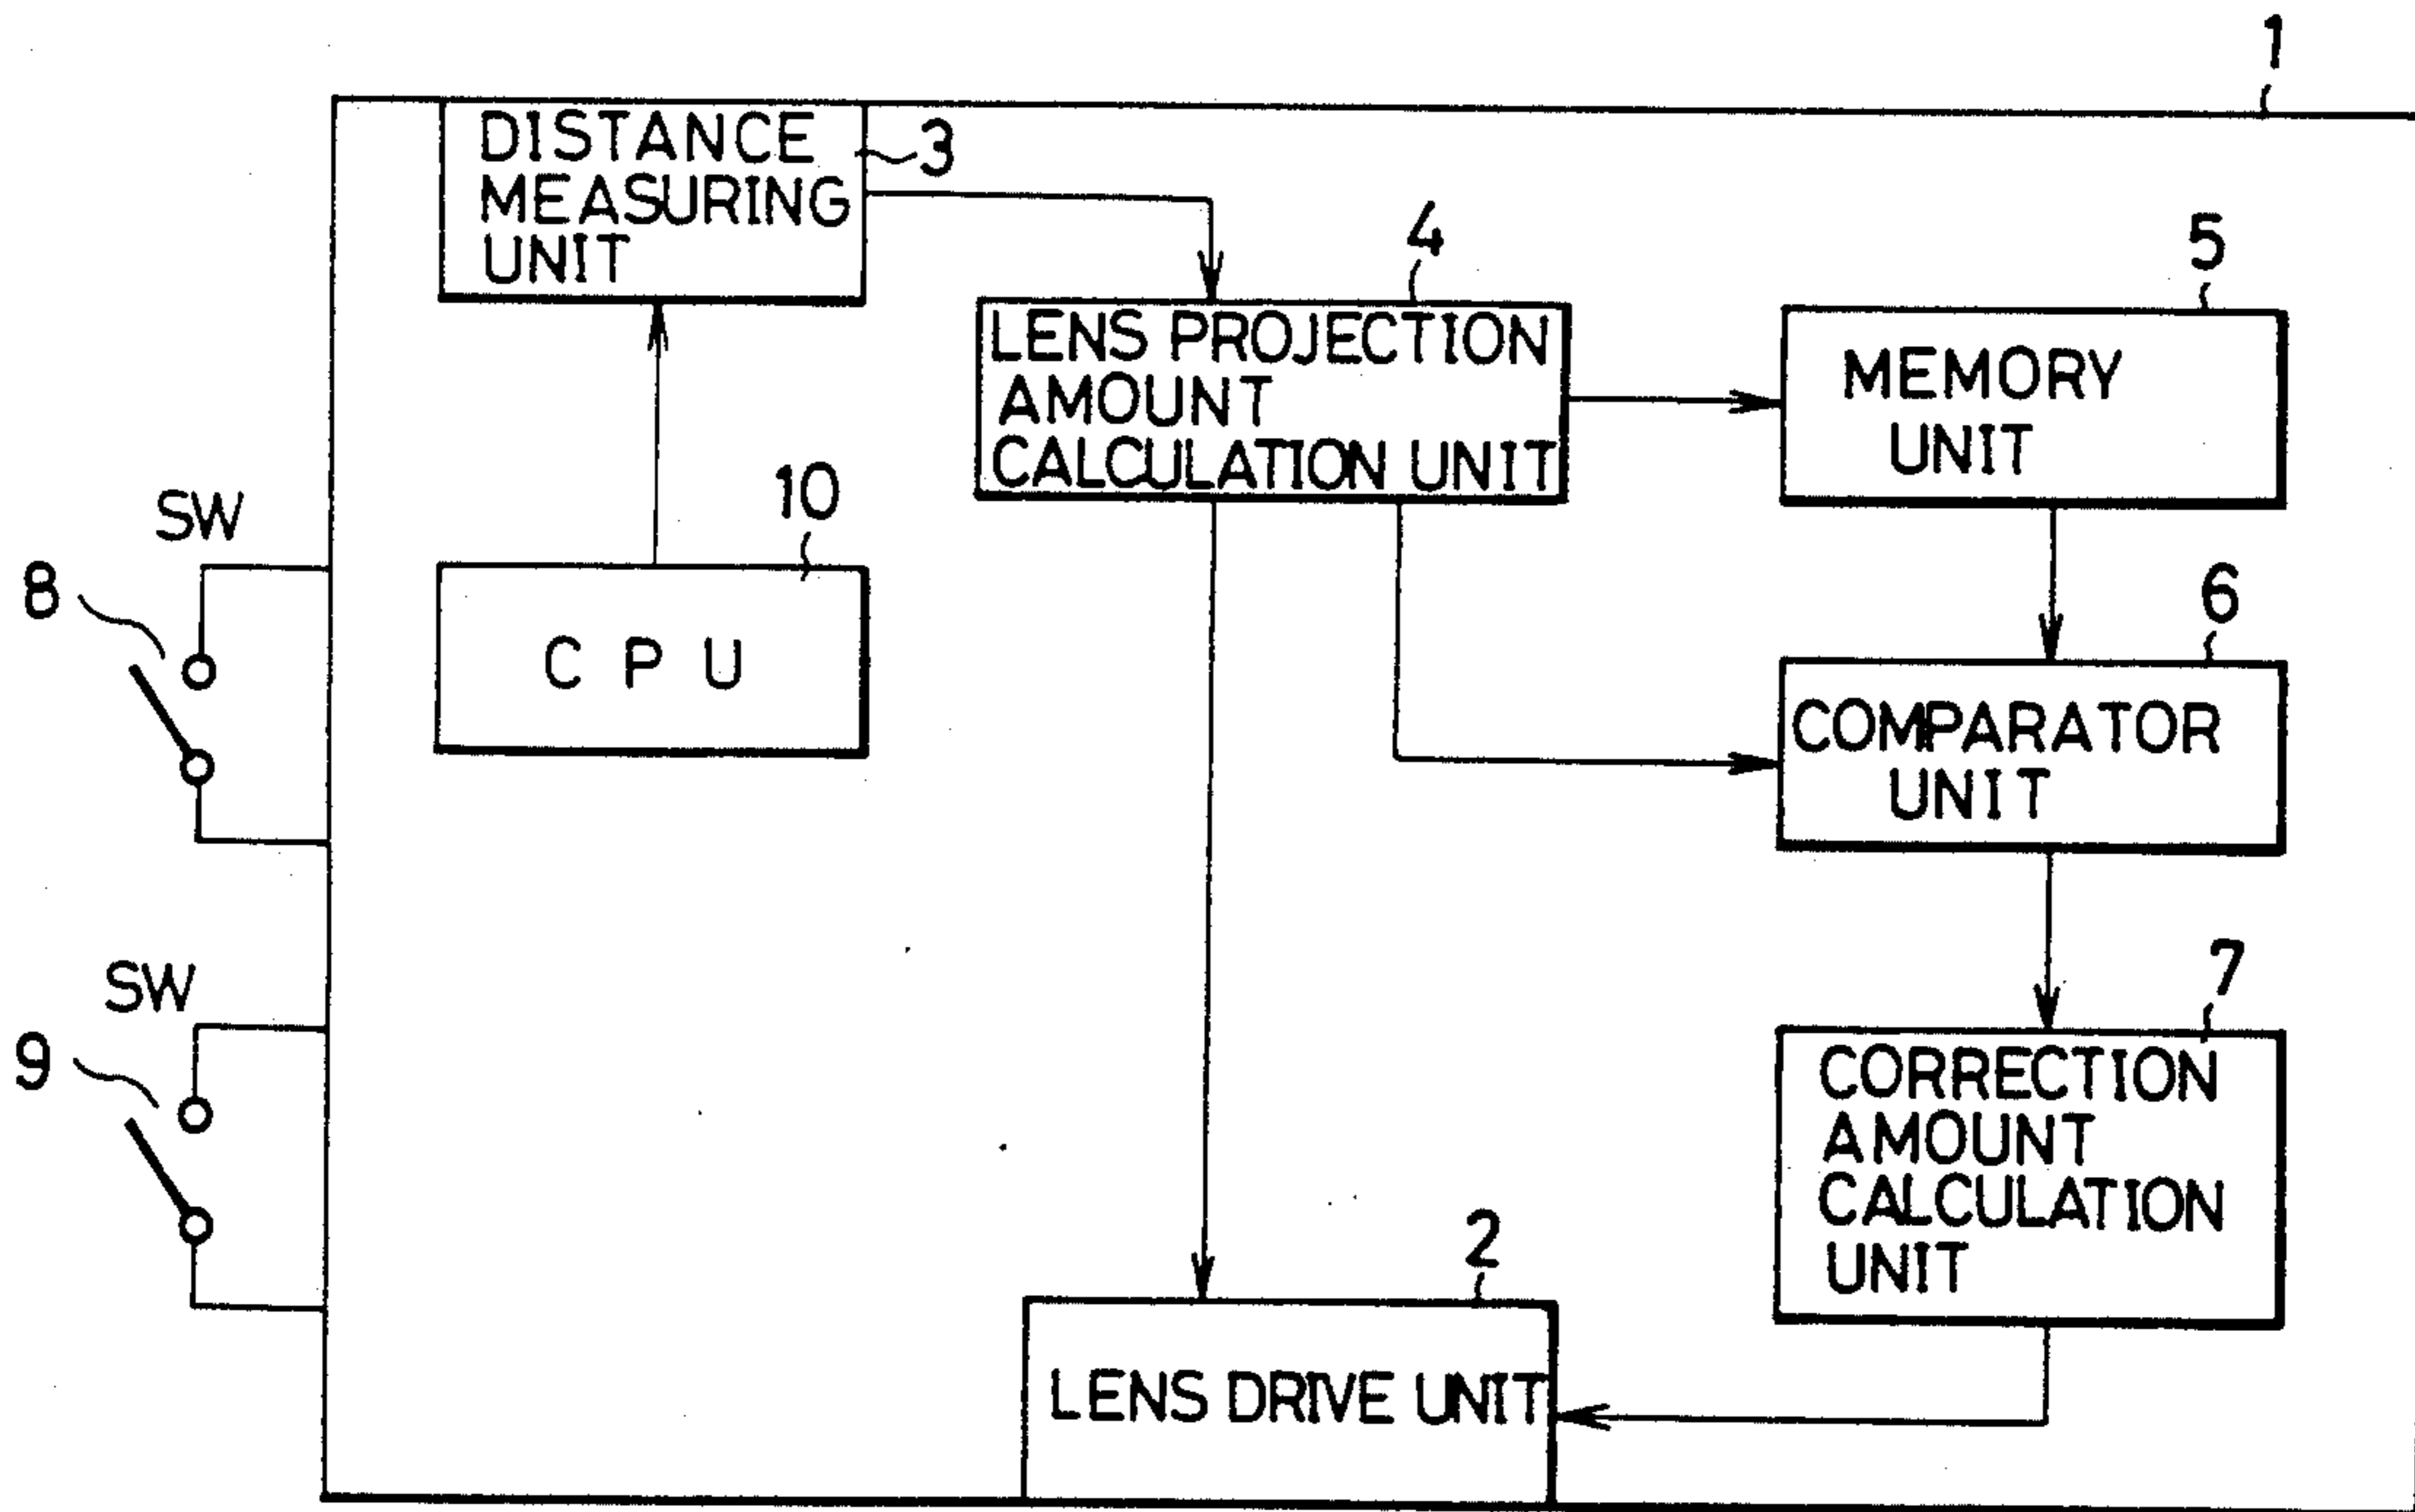 1
DISTANCE
MEASURING
UNIT
3
4
LENS PROJECTION
AMOUNT
CALCULATION UNIT
5
MEMORY
UNIT
SW
8
10
C P U
6
COMPARATOR
UNIT
SW
9
7
CORRECTION
AMOUNT
CALCULATION
UNIT
2
LENS DRIVE UNIT